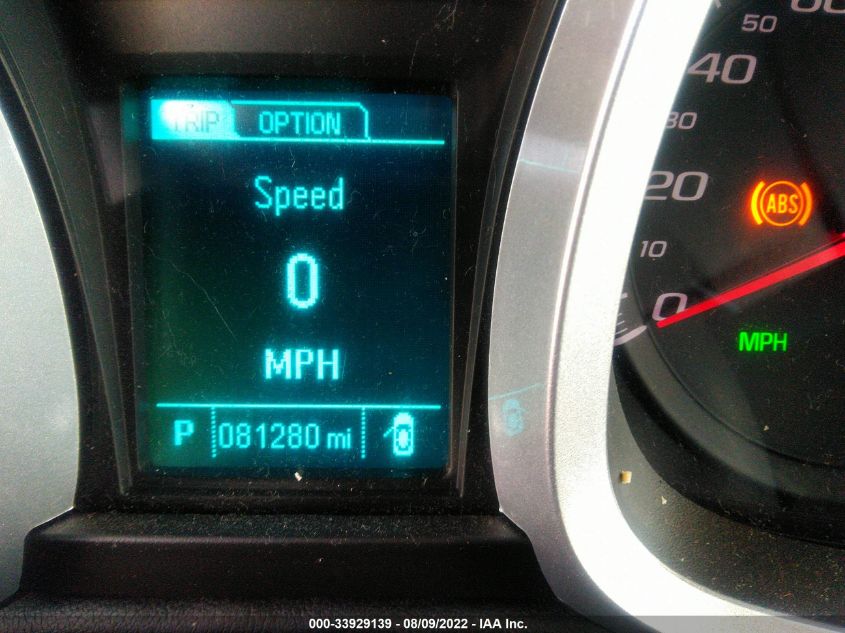 TRIP OPTION
Speed
0
MPH
P 081280 mi
50
40
30
20
ABS
10
0
MPH
000-33929139 - 08/09/2022 - IAA Inc.